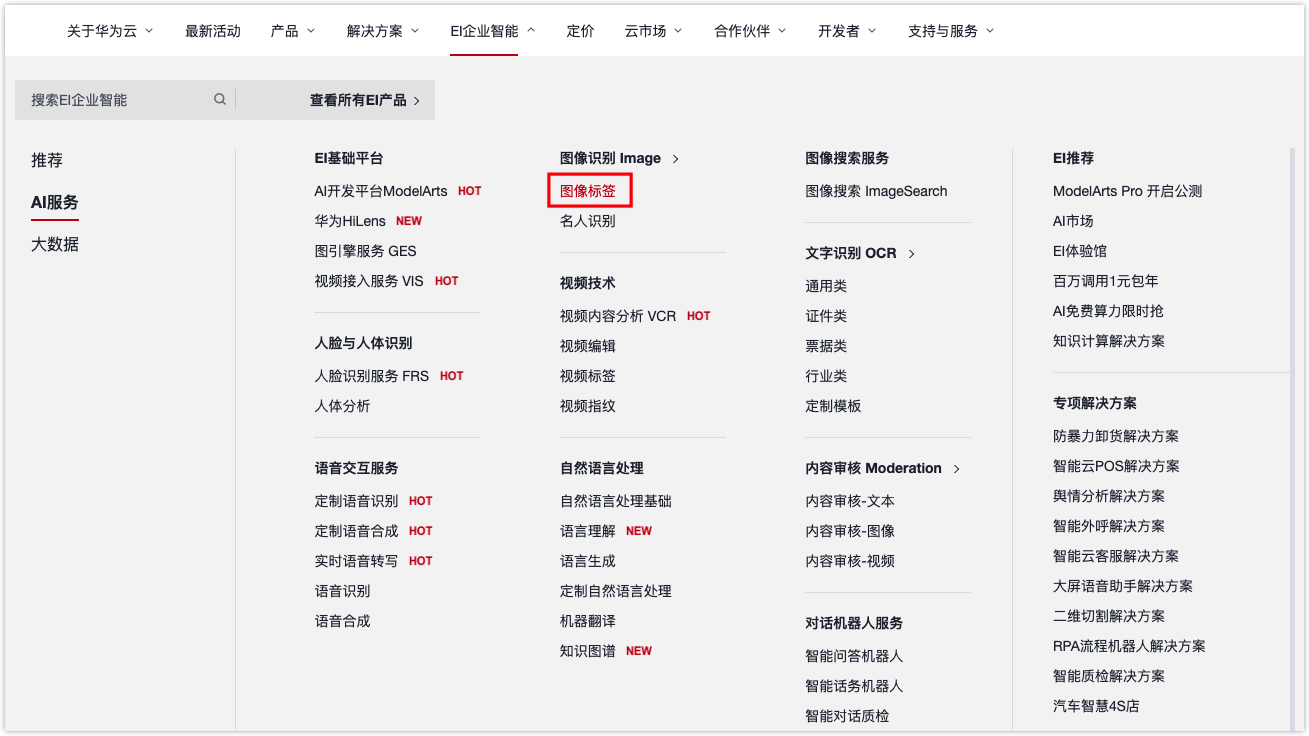 关于华为云 最新活动 产品 解决方案 EI企业智能 定价 云市场 合作伙伴 开发者 支持与服务
搜索EI企业智能 查看所有EI产品
推荐
AI服务
大数据
EI基础平台
AI开发平台ModelArts HOT
华为HiLens NEW
图引擎服务 GES
视频接入服务 VIS HOT
人脸与人体识别
人脸识别服务 FRS HOT
人体分析
语音交互服务
定制语音识别 HOT
定制语音合成 HOT
实时语音转写 HOT
语音识别
语音合成
图像识别 Image
图像标签
名人识别
视频技术
视频内容分析 VCR HOT
视频编辑
视频标签
视频指纹
自然语言处理
自然语言处理基础
语言理解 NEW
语言生成
定制自然语言处理
机器翻译
知识图谱 NEW
图像搜索服务
图像搜索 ImageSearch
文字识别 OCR
通用类
证件类
票据类
行业类
定制模板
内容审核 Moderation
内容审核-文本
内容审核-图像
内容审核-视频
对话机器人服务
智能问答机器人
智能话务机器人
智能对话质检
EI推荐
ModelArts Pro 开启公测
AI市场
EI体验馆
百万调用1元包年
AI免费算力限时抢
知识计算解决方案
专项解决方案
防暴力卸货解决方案
智能云POS解决方案
舆情分析解决方案
智能外呼解决方案
智能云客服解决方案
大屏语音助手解决方案
二维切割解决方案
RPA流程机器人解决方案
智能质检解决方案
汽车智慧4S店